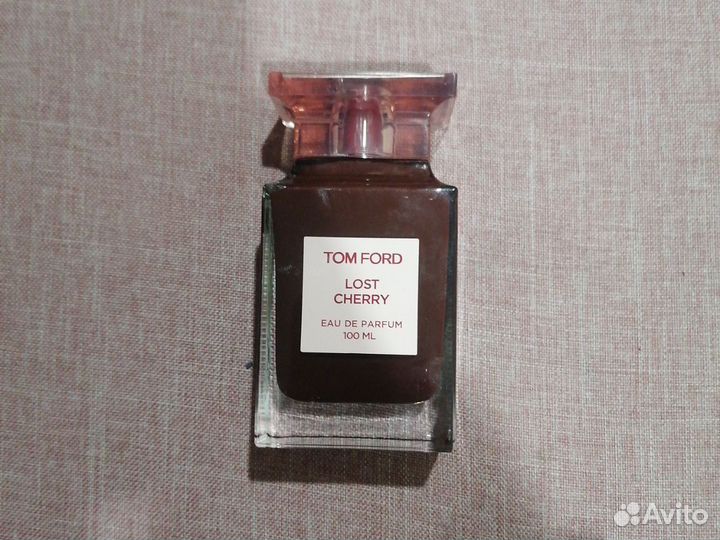 TOM FORD
LOST
CHERRY
EAU DE PARFUM
100 ML
Avito